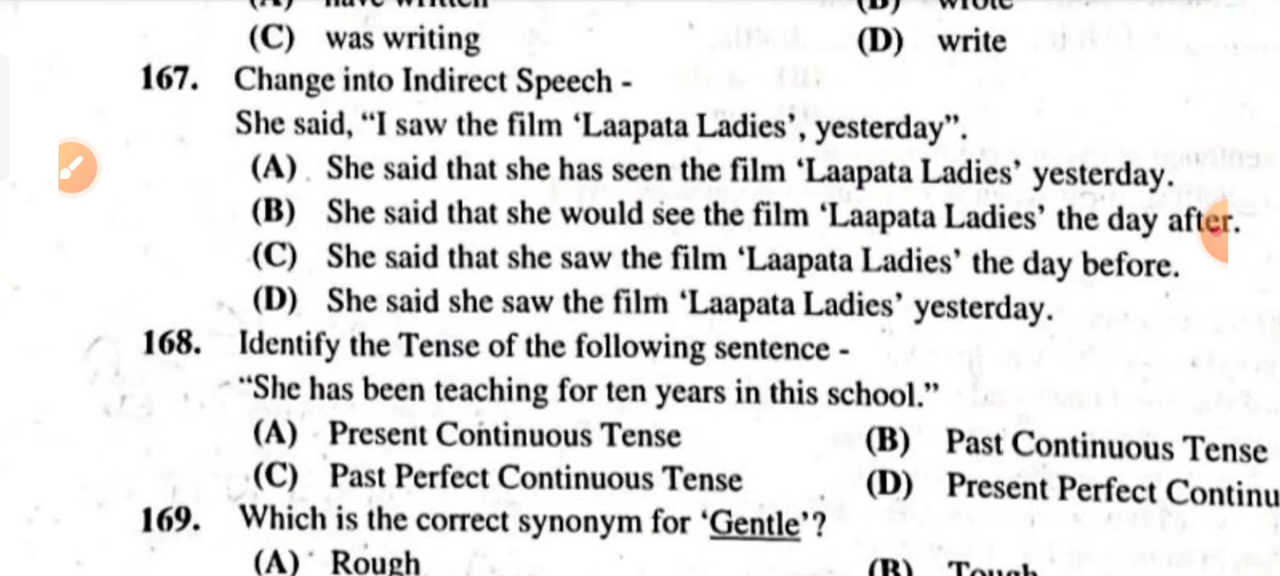 (C) was writing (D) write
167. Change into Indirect Speech -
She said, “I saw the film ‘Laapata Ladies’, yesterday”.
(A) She said that she has seen the film ‘Laapata Ladies’ yesterday.
(B) She said that she would see the film ‘Laapata Ladies’ the day after.
(C) She said that she saw the film ‘Laapata Ladies’ the day before.
(D) She said she saw the film ‘Laapata Ladies’ yesterday.
168. Identify the Tense of the following sentence -
“She has been teaching for ten years in this school.”
(A) Present Continuous Tense (B) Past Continuous Tense
(C) Past Perfect Continuous Tense (D) Present Perfect Continu
169. Which is the correct synonym for ‘Gentle’?
(A) Rough (B) Tough